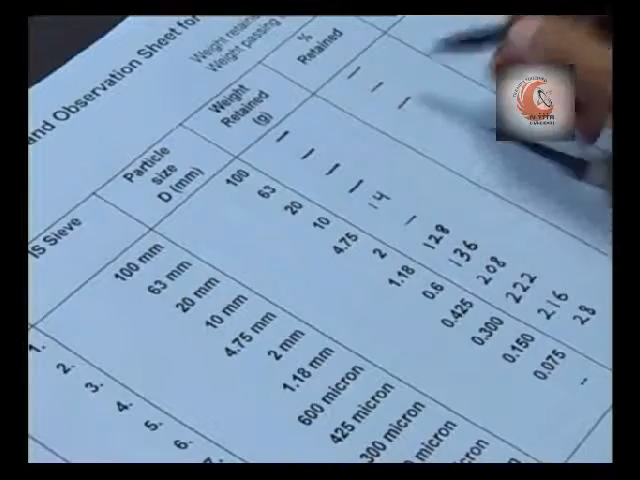 and Observation Sheet for
Weight retained
Weight passing
IS Sieve
Particle
size
D (mm)
Weight
Retained
(g)
%
Retained
1. 100 mm 100 –
2. 63 mm 63 –
3. 20 mm 20 –
4. 10 mm 10 –
5. 4.75 mm 4.75 14
6. 2 mm 2 –
7. 1.18 mm 1.18 128
600 micron 0.6 136
425 micron 0.425 208
300 micron 0.300 222
micron 0.150 216
micron 0.075 28